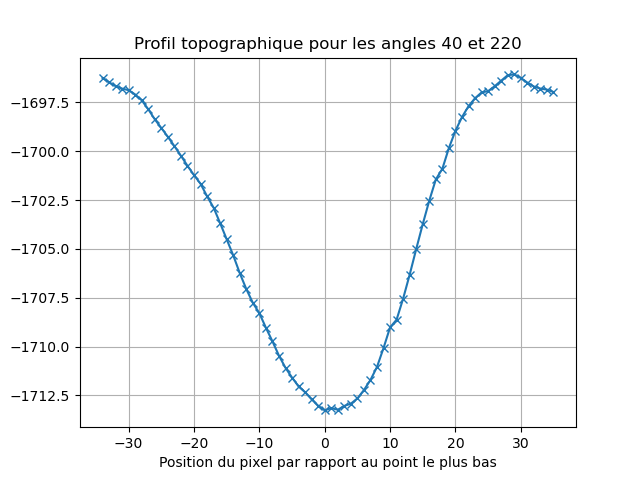 Profil topographique pour les angles 40 et 220
−1697.5
−1700.0
−1702.5
−1705.0
−1707.5
−1710.0
−1712.5
−30 −20 −10 0 10 20 30
Position du pixel par rapport au point le plus bas